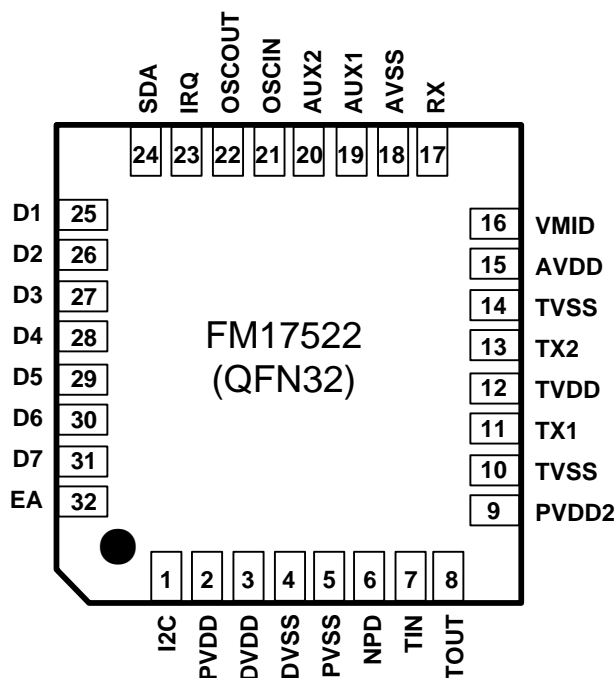 SDA
IRQ
OSCOUT
OSCIN
AUX2
AUX1
AVSS
RX
24
23
22
21
20
19
18
17
D1 25
D2 26
D3 27
D4 28
D5 29
D6 30
D7 31
EA 32
FM17522
(QFN32)
16 VMID
15 AVDD
14 TVSS
13 TX2
12 TVDD
11 TX1
10 TVSS
9 PVDD2
1
2
3
4
5
6
7
8
I2C
PVDD
DVDD
DVSS
PVSS
NPD
TIN
TOUT